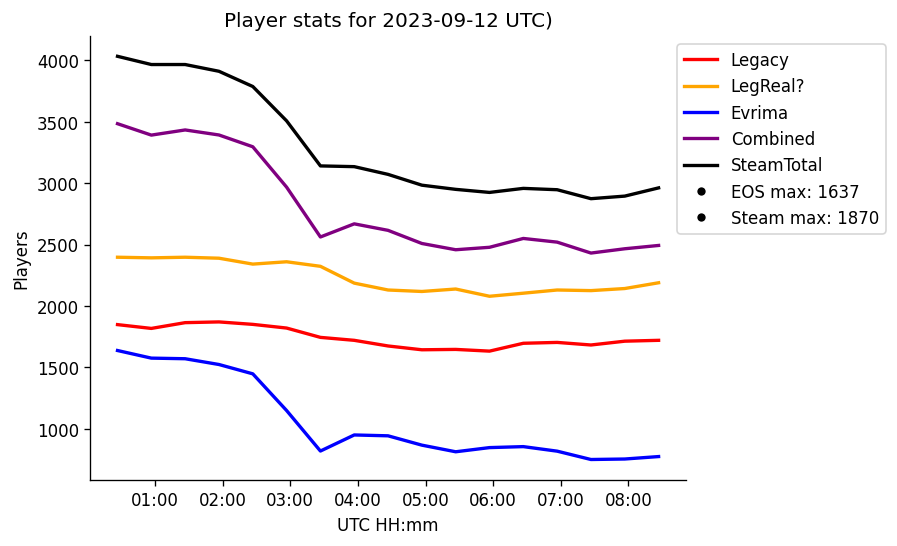 Player stats for 2023-09-12 UTC)
4000
3500
3000
2500
2000
1500
1000
Players
01:00 02:00 03:00 04:00 05:00 06:00 07:00 08:00
UTC HH:mm
Legacy
LegReal?
Evrima
Combined
SteamTotal
EOS max: 1637
Steam max: 1870